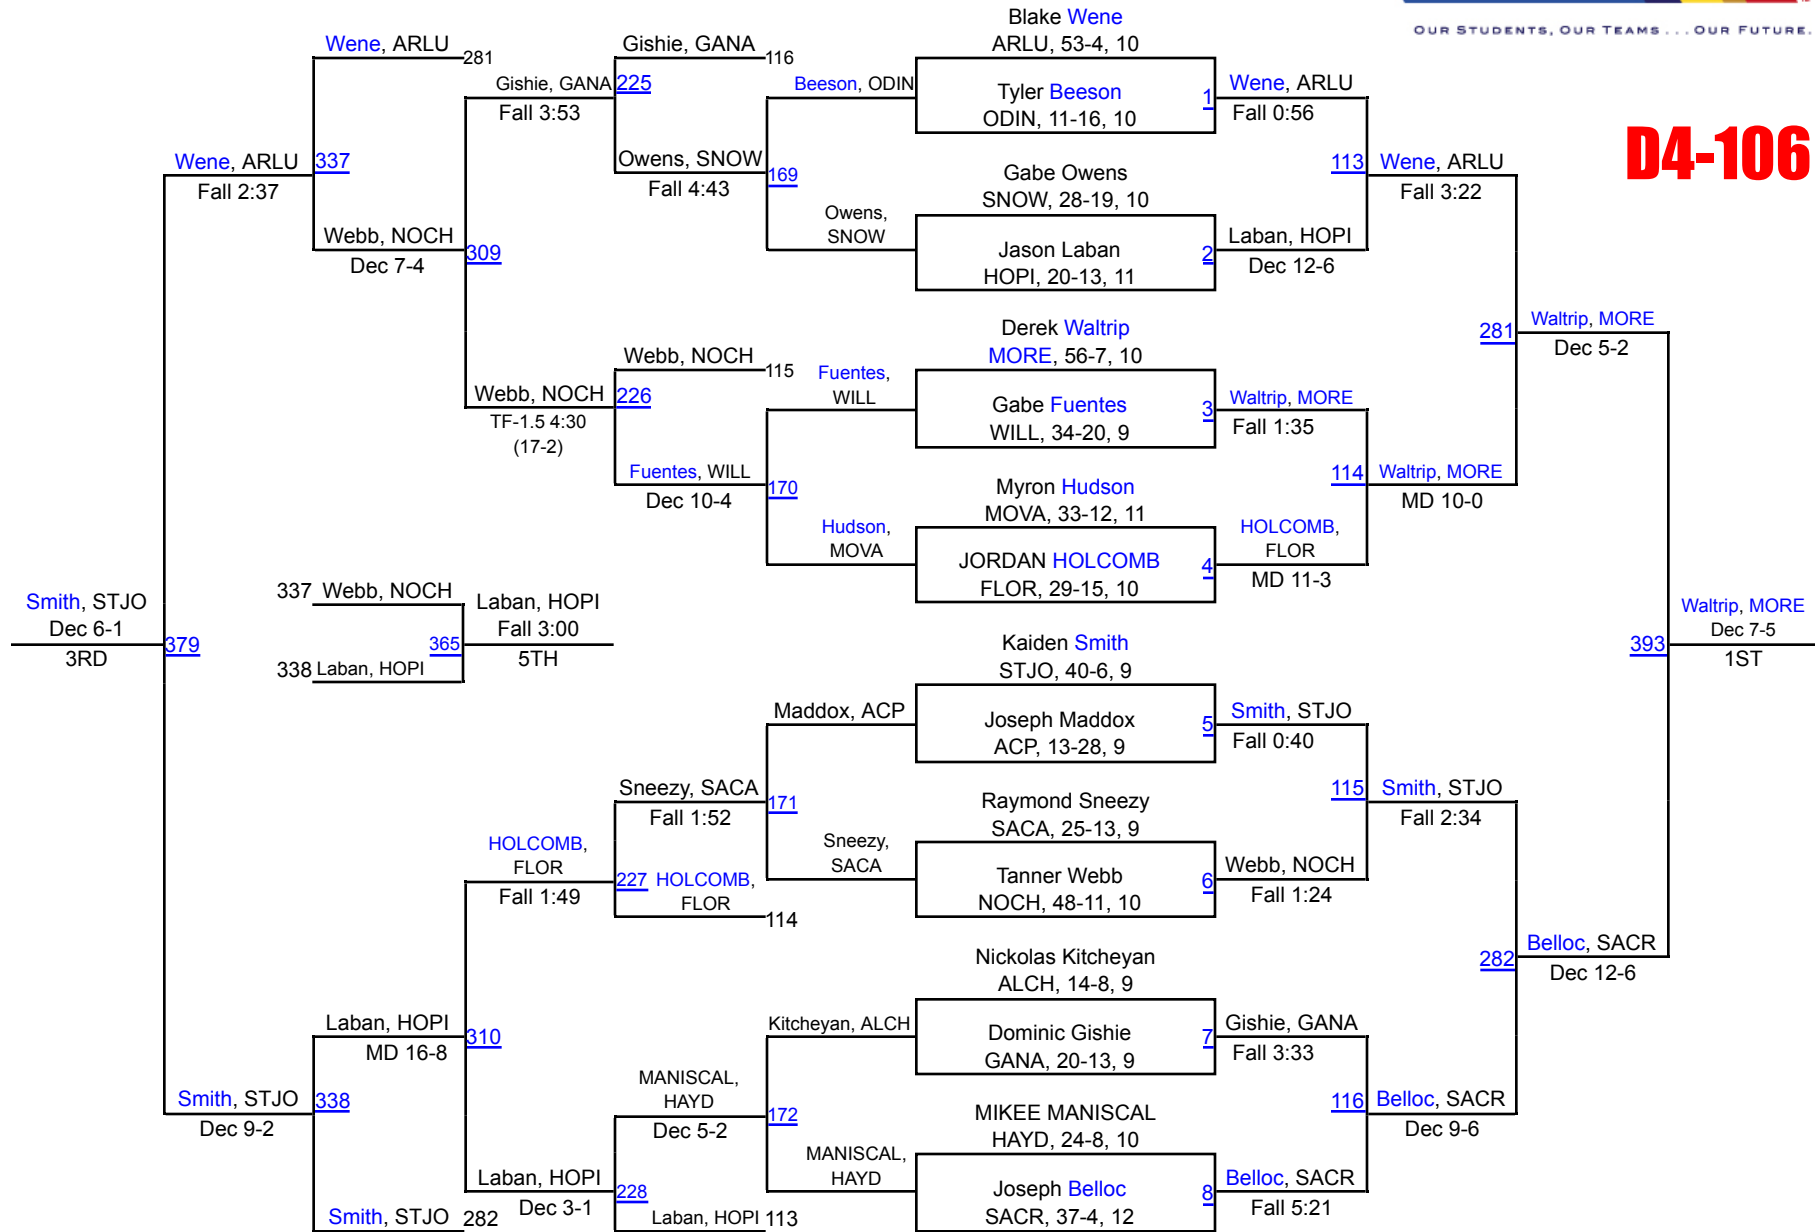 OUR STUDENTS, OUR TEAMS . . . OUR FUTURE.
D4-106
Blake Wene
ARLU, 53-4, 10
Tyler Beeson
ODIN, 11-16, 10
1
Gabe Owens
SNOW, 28-19, 10
Jason Laban
HOPI, 20-13, 11
2
Derek Waltrip
MORE, 56-7, 10
Gabe Fuentes
WILL, 34-20, 9
3
Myron Hudson
MOVA, 33-12, 11
JORDAN HOLCOMB
FLOR, 29-15, 10
4
Kaiden Smith
STJO, 40-6, 9
Joseph Maddox
ACP, 13-28, 9
5
Raymond Sneezy
SACA, 25-13, 9
Tanner Webb
NOCH, 48-11, 10
6
Nickolas Kitcheyan
ALCH, 14-8, 9
Dominic Gishie
GANA, 20-13, 9
7
MIKEE MANISCAL
HAYD, 24-8, 10
Joseph Belloc
SACR, 37-4, 12
8
Wene, ARLU
Fall 0:56
Laban, HOPI
Dec 12-6
Waltrip, MORE
Fall 1:35
HOLCOMB,
FLOR
MD 11-3
Smith, STJO
Fall 0:40
Webb, NOCH
Fall 1:24
Gishie, GANA
Fall 3:33
Belloc, SACR
Fall 5:21
113
Wene, ARLU
Fall 3:22
114
Waltrip, MORE
MD 10-0
115
Smith, STJO
Fall 2:34
116
Belloc, SACR
Dec 9-6
281
Waltrip, MORE
Dec 5-2
282
Belloc, SACR
Dec 12-6
393
Waltrip, MORE
Dec 7-5
1ST
Beeson, ODIN
Owens,
SNOW
Fuentes,
WILL
Hudson,
MOVA
Maddox, ACP
Sneezy,
SACA
Kitcheyan, ALCH
MANISCAL,
HAYD
Gishie, GANA
116
169
Owens, SNOW
Fall 4:43
Webb, NOCH
115
170
Fuentes, WILL
Dec 10-4
171
Sneezy, SACA
Fall 1:52
HOLCOMB,
FLOR
114
172
MANISCAL,
HAYD
Dec 5-2
Laban, HOPI
113
225
Gishie, GANA
Fall 3:53
226
Webb, NOCH
TF-1.5 4:30
(17-2)
227
HOLCOMB,
FLOR
Fall 1:49
228
Laban, HOPI
Dec 3-1
Wene, ARLU
281
309
Webb, NOCH
Dec 7-4
310
Laban, HOPI
MD 16-8
Smith, STJO
282
337
Wene, ARLU
Fall 2:37
338
Smith, STJO
Dec 9-2
337 Webb, NOCH
338 Laban, HOPI
365
Laban, HOPI
Fall 3:00
5TH
379
Smith, STJO
Dec 6-1
3RD